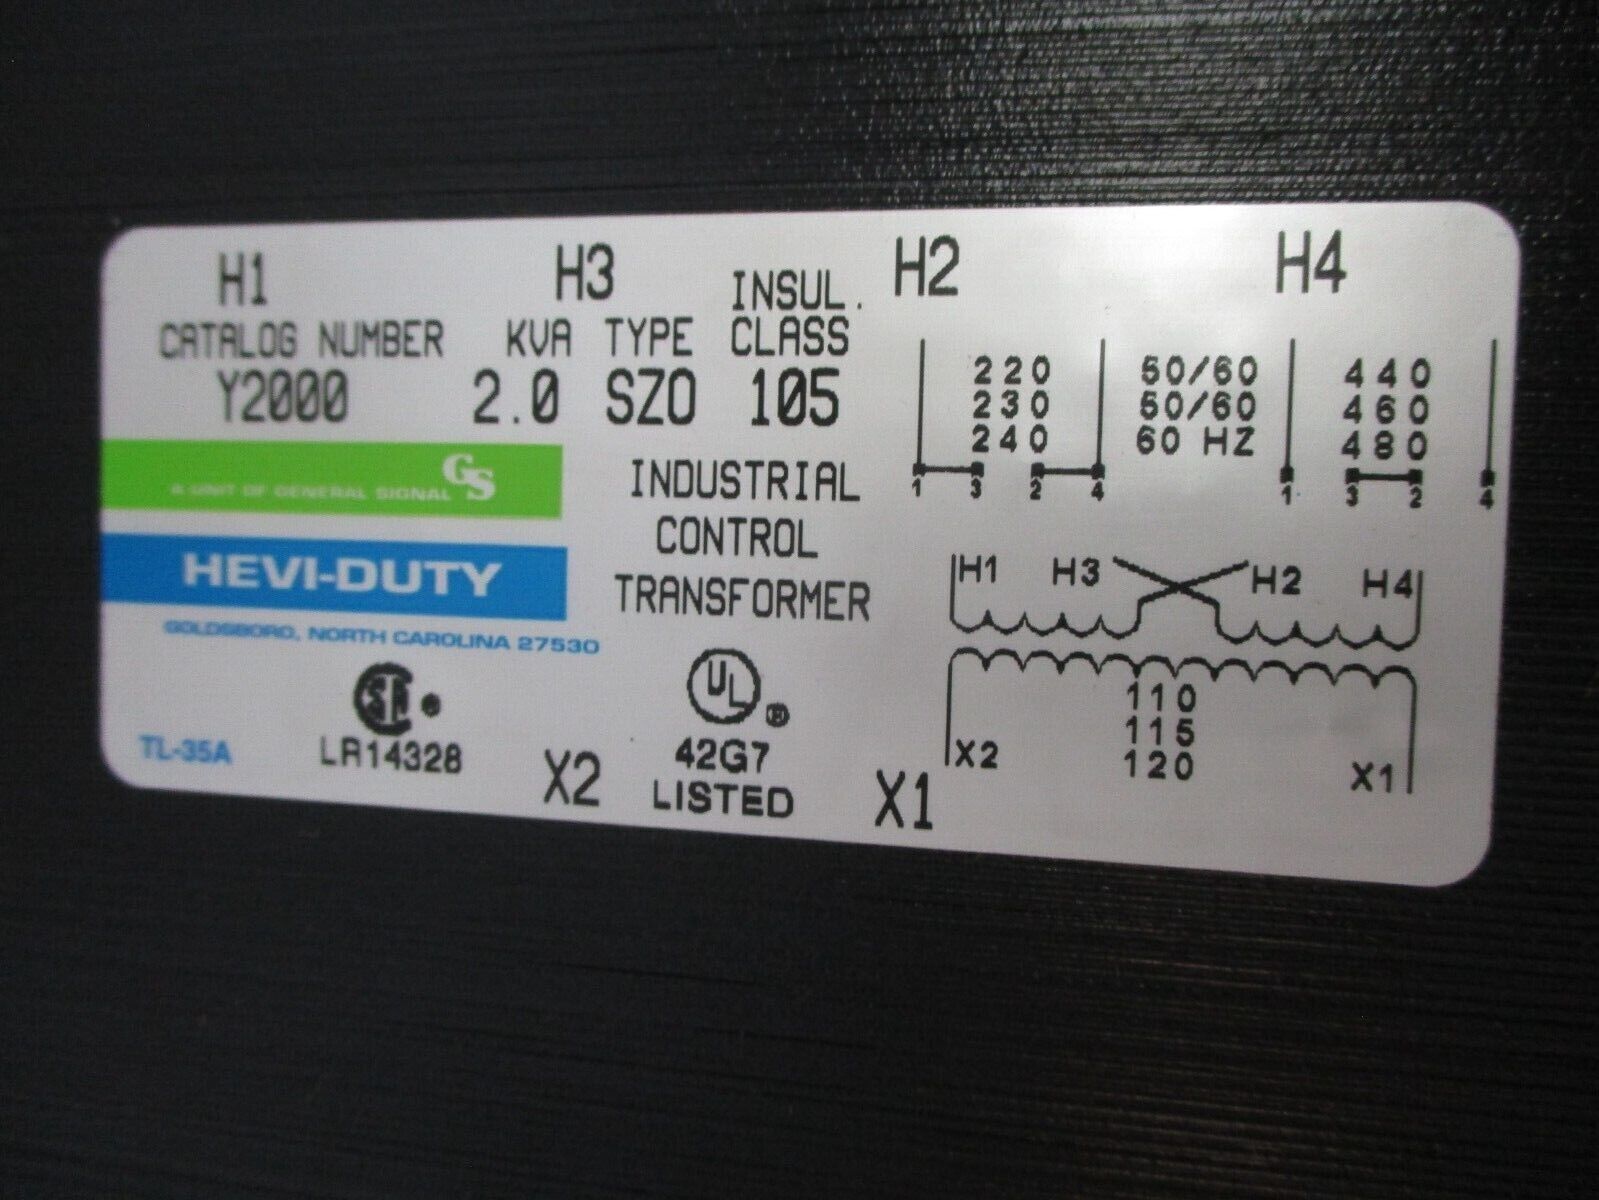 H1 H3 H2 H4
CATALOG NUMBER KVA TYPE INSUL. CLASS
Y2000 2.0 SZO 105
GS
A UNIT OF GENERAL SIGNAL
HEVI-DUTY
GOLDSBORO, NORTH CAROLINA 27530
INDUSTRIAL
CONTROL
TRANSFORMER
SA ®
LR14328
TL-35A
UL ®
42G7
LISTED
X2 X1
220 50/60 440
230 50/60 460
240 60 HZ 480
1 3 2 4 1 3 2 4
H1 H3 H2 H4
110
115
120
X2 X1